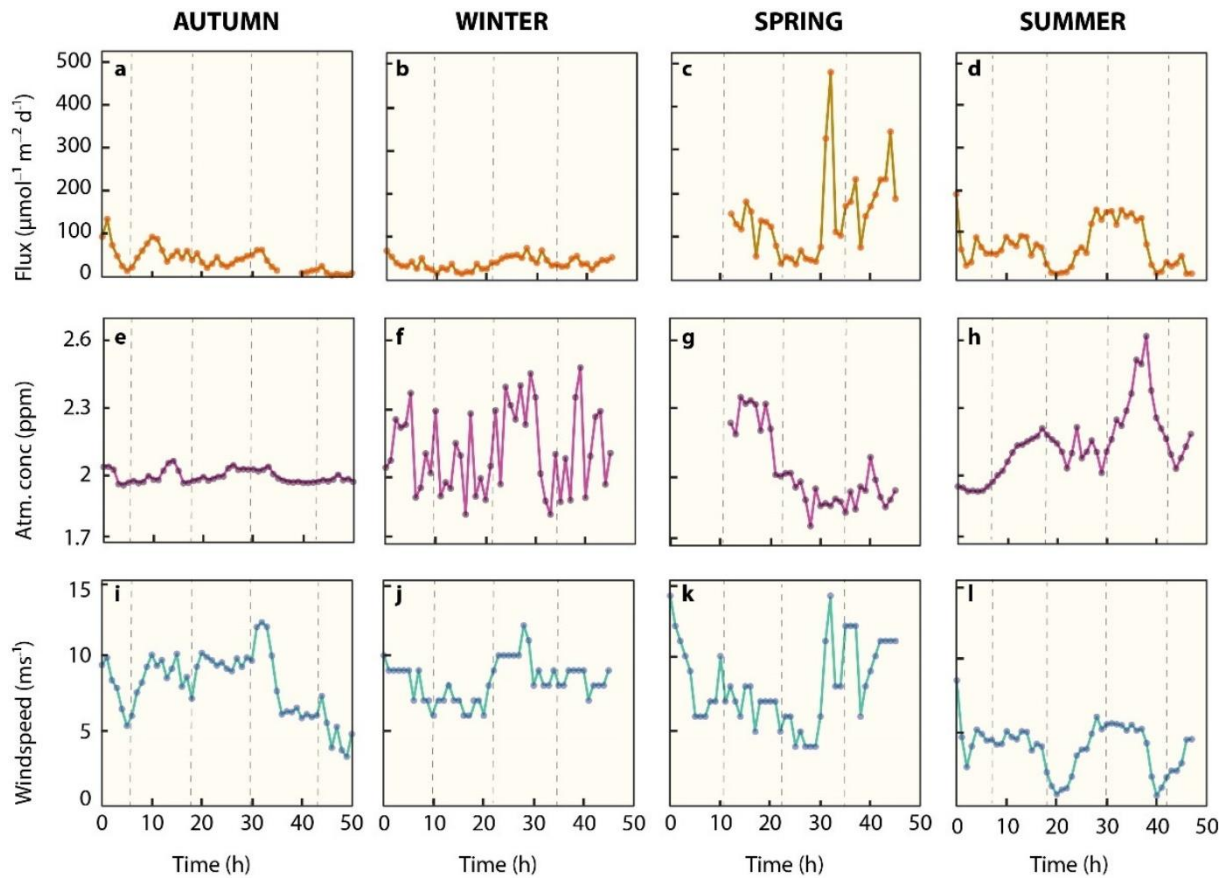 AUTUMN WINTER SPRING SUMMER
500
400
300
200
100
0
Flux (µmol⁻¹ m⁻² d⁻¹)
a b c d
2.6
2.3
2
1.7
Atm. conc (ppm)
e f g h
15
10
5
0
Windspeed (ms⁻¹)
i j k l
0 10 20 30 40 50 0 10 20 30 40 50 0 10 20 30 40 50 0 10 20 30 40 50
Time (h) Time (h) Time (h) Time (h)